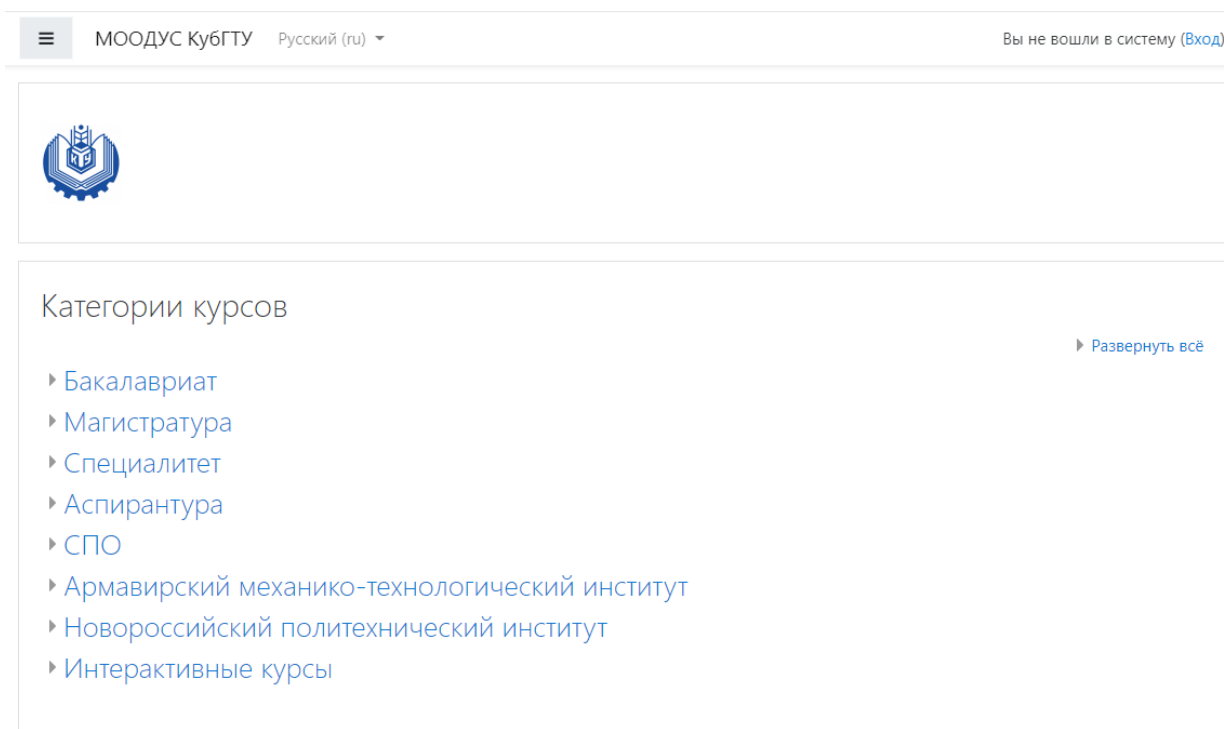 МООДУС КубГТУ Русский (ru) Вы не вошли в систему (Вход)
КГУ
Категории курсов
Развернуть всё
Бакалавриат
Магистратура
Специалитет
Аспирантура
СПО
Армавирский механико-технологический институт
Новороссийский политехнический институт
Интерактивные курсы